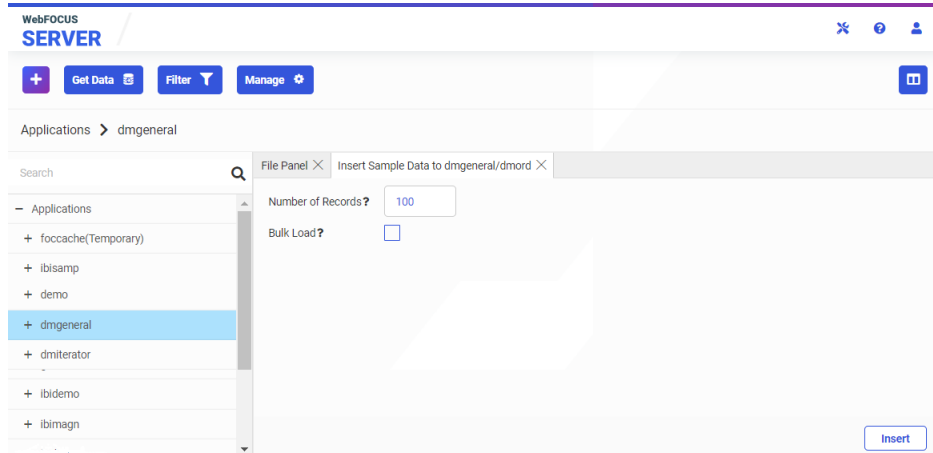 WebFOCUS
SERVER
+ Get Data Filter Manage
Applications > dmgeneral
Search
File Panel × Insert Sample Data to dmgeneral/dmord ×
Number of Records? 100
Bulk Load?
− Applications
+ foccache(Temporary)
+ ibisamp
+ demo
+ dmgeneral
+ dmiterator
+ ibidemo
+ ibimagn
Insert